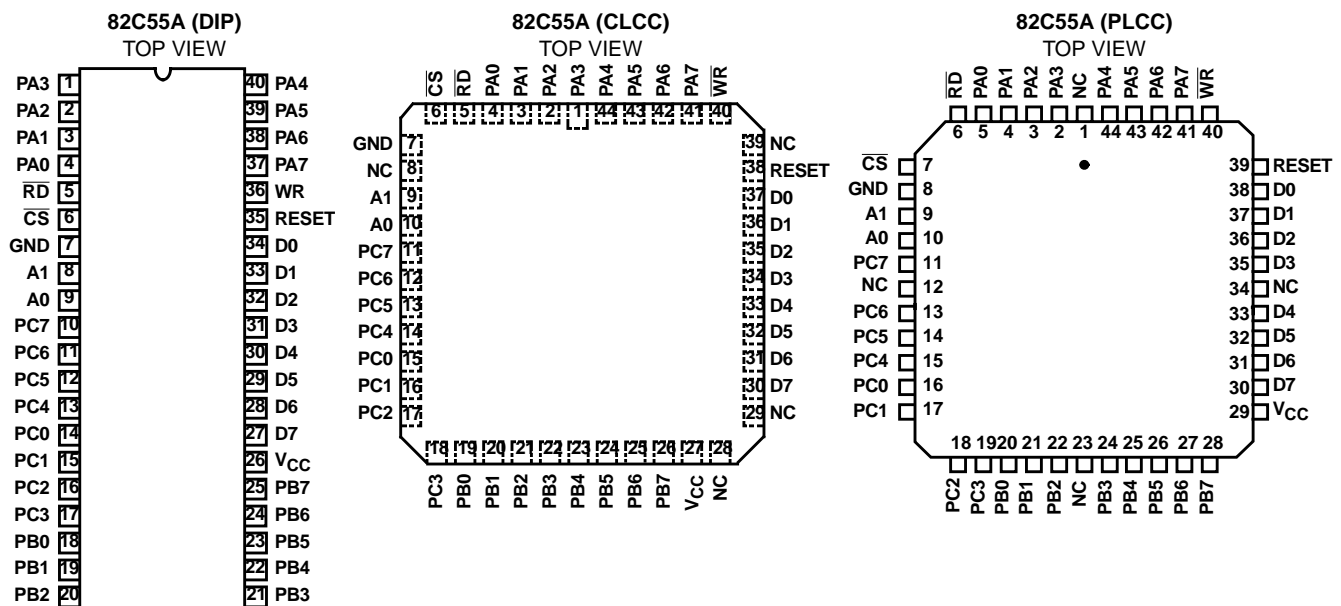 82C55A (DIP)
TOP VIEW
PA3 1 40 PA4
PA2 2 39 PA5
PA1 3 38 PA6
PA0 4 37 PA7
RD 5 36 WR
CS 6 35 RESET
GND 7 34 D0
A1 8 33 D1
A0 9 32 D2
PC7 10 31 D3
PC6 11 30 D4
PC5 12 29 D5
PC4 13 28 D6
PC0 14 27 D7
PC1 15 26 VCC
PC2 16 25 PB7
PC3 17 24 PB6
PB0 18 23 PB5
PB1 19 22 PB4
PB2 20 21 PB3
82C55A (CLCC)
TOP VIEW
CS RD PA0 PA1 PA2 PA3 PA4 PA5 PA6 PA7 WR
6 5 4 3 2 1 44 43 42 41 40
GND 7 39 NC
NC 8 38 RESET
A1 9 37 D0
A0 10 36 D1
PC7 11 35 D2
PC6 12 34 D3
PC5 13 33 D4
PC4 14 32 D5
PC0 15 31 D6
PC1 16 30 D7
PC2 17 29 NC
18 19 20 21 22 23 24 25 26 27 28
PC3 PB0 PB1 PB2 PB3 PB4 PB5 PB6 PB7 VCC NC
82C55A (PLCC)
TOP VIEW
RD PA0 PA1 PA2 PA3 NC PA4 PA5 PA6 PA7 WR
6 5 4 3 2 1 44 43 42 41 40
CS 7 39 RESET
GND 8 38 D0
A1 9 37 D1
A0 10 36 D2
PC7 11 35 D3
NC 12 34 NC
PC6 13 33 D4
PC5 14 32 D5
PC4 15 31 D6
PC0 16 30 D7
PC1 17 29 VCC
18 19 20 21 22 23 24 25 26 27 28
PC2 PC3 PB0 PB1 PB2 NC PB3 PB4 PB5 PB6 PB7